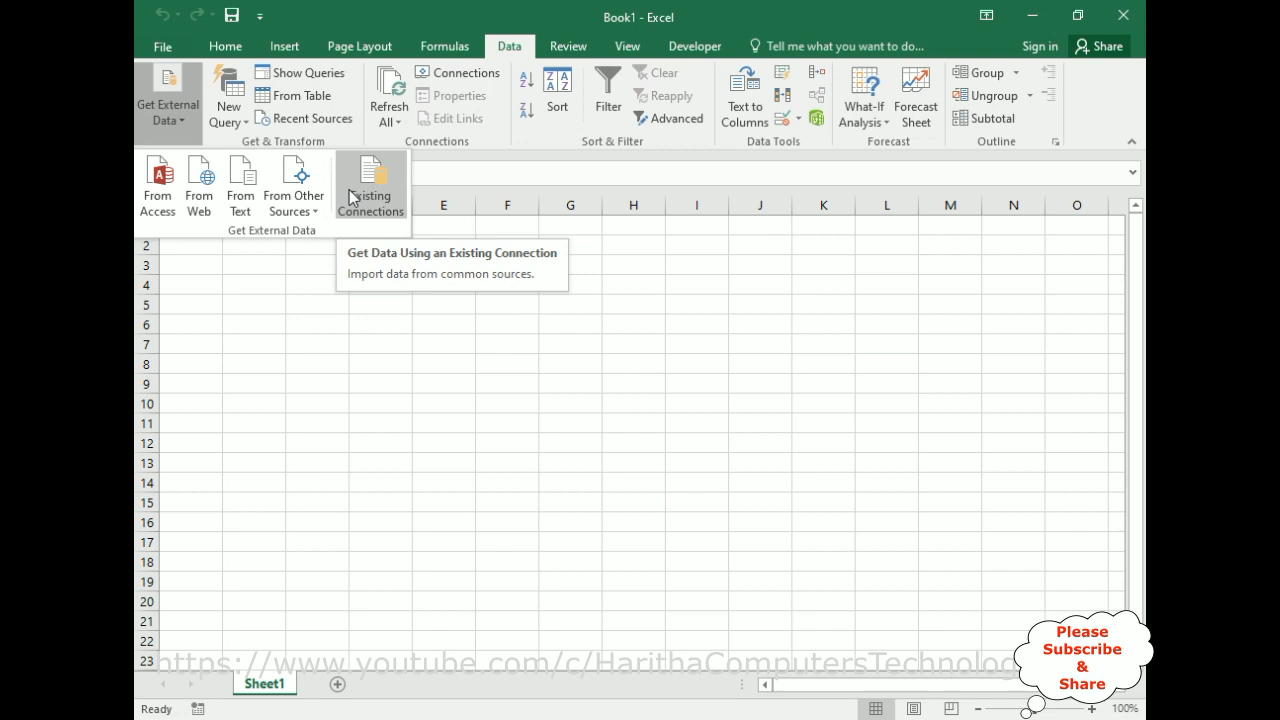 Book1 - Excel
File Home Insert Page Layout Formulas Data Review View Developer Tell me what you want to do... Sign in Share
Get External Data
New Query
Show Queries
From Table
Recent Sources
Get & Transform
Refresh All
Connections
Properties
Edit Links
Connections
Sort
Filter
Clear
Reapply
Advanced
Sort & Filter
Text to Columns
Data Tools
What-If Analysis
Forecast Sheet
Forecast
Group
Ungroup
Subtotal
Outline
From Access
From Web
From Text
From Other Sources
Connections
Get External Data
Get Data Using an Existing Connection
Import data from common sources.
E F G H I J K L M N O
2
3
4
5
6
7
8
9
10
11
12
13
14
15
16
17
18
19
20
21
22
23
https://www.youtube.com/c/HarithaComputersTechnolog
Please
Subscribe
&
Share
Sheet1
Ready
100%